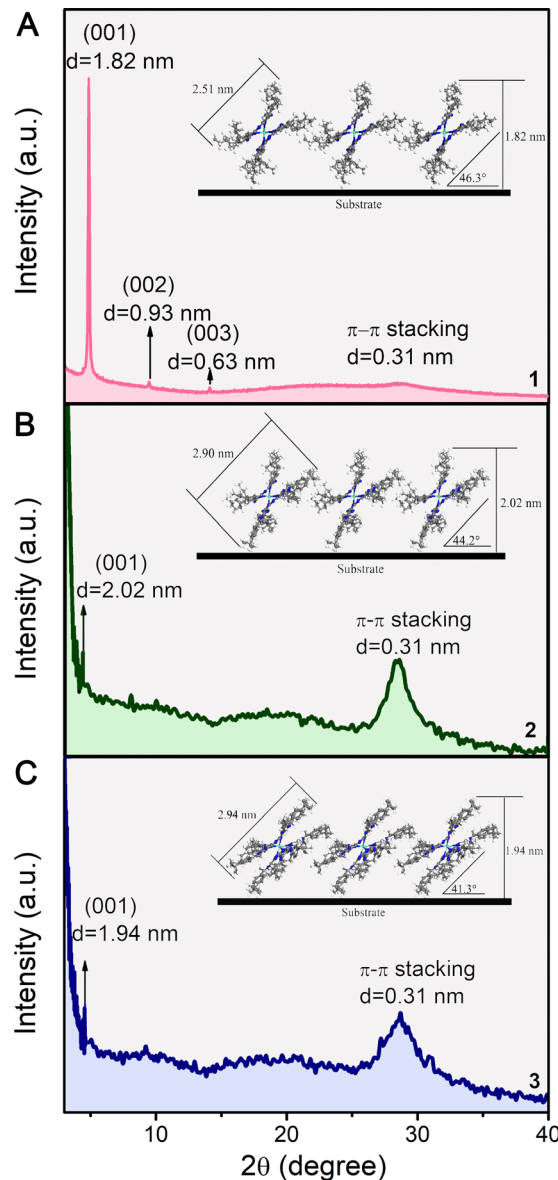 A
(001)
d=1.82 nm
2.51 nm
1.82 nm
46.3°
Substrate
(002)
d=0.93 nm
(003)
d=0.63 nm
π–π stacking
d=0.31 nm
1
Intensity (a.u.)
B
2.90 nm
2.02 nm
44.2°
Substrate
(001)
d=2.02 nm
π-π stacking
d=0.31 nm
2
Intensity (a.u.)
C
2.94 nm
1.94 nm
41.3°
Substrate
(001)
d=1.94 nm
π-π stacking
d=0.31 nm
3
Intensity (a.u.)
10 20 30 40
2θ (degree)